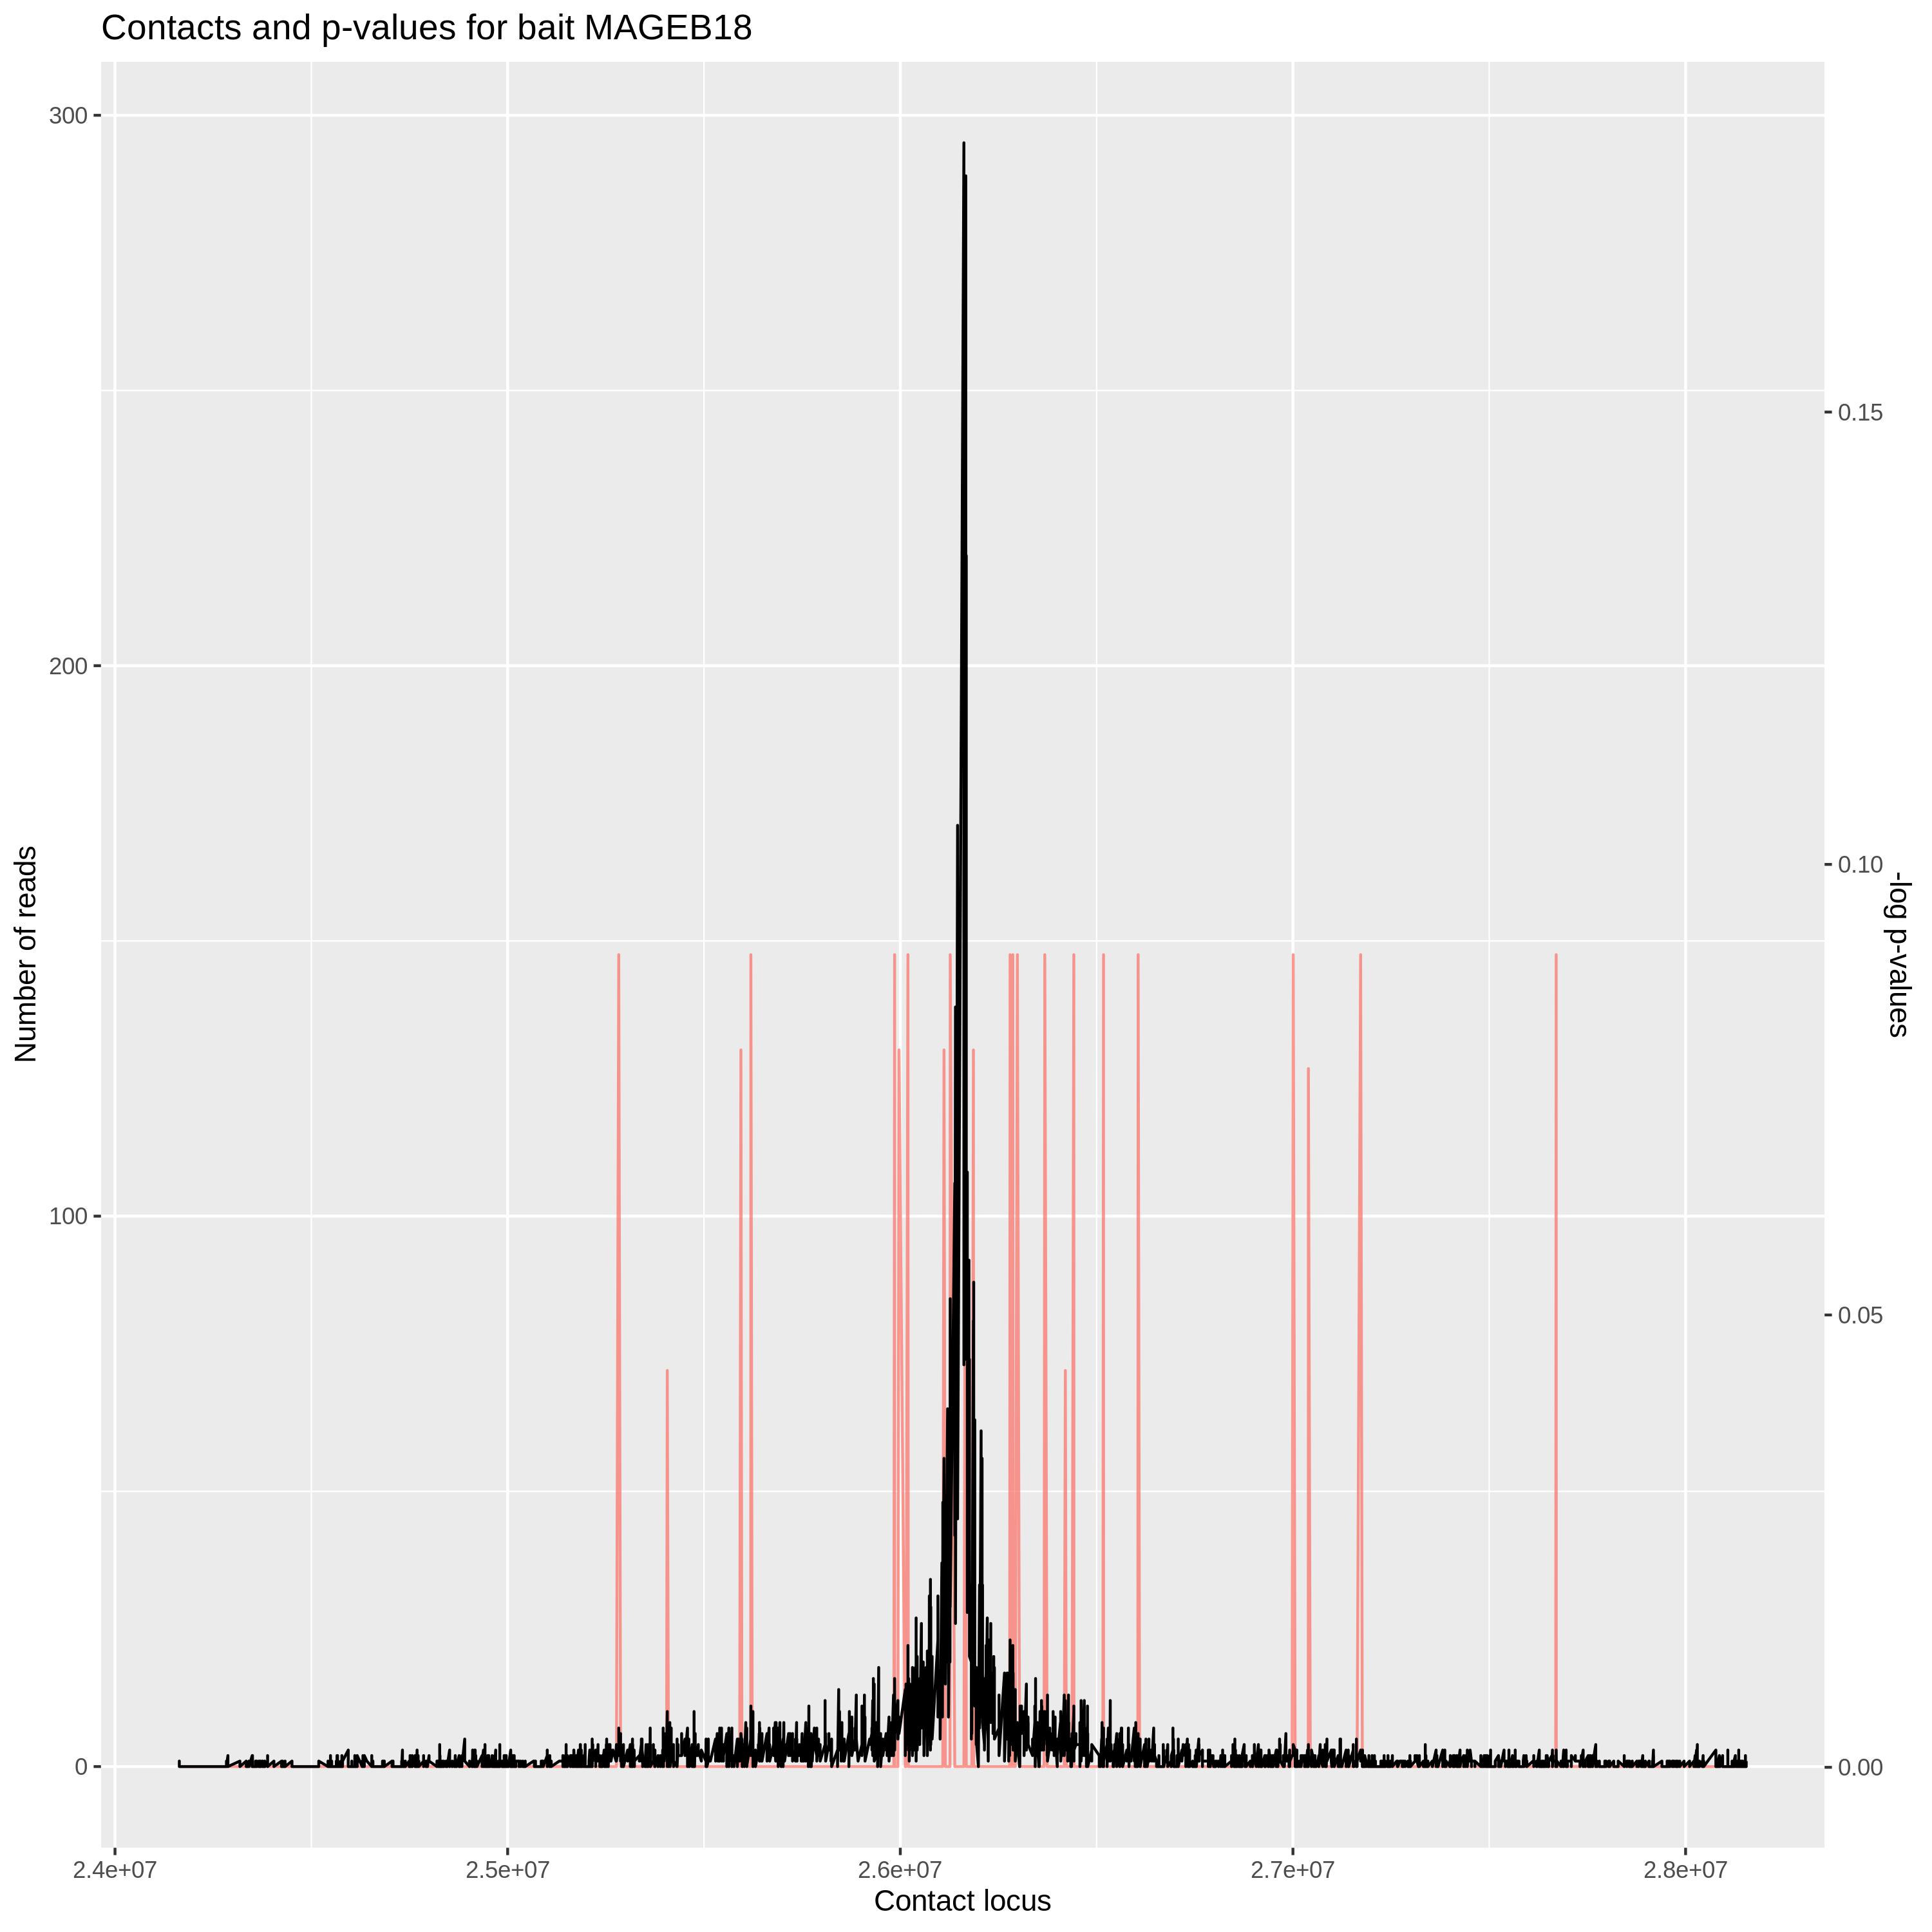 Contacts and p-values for bait MAGEB18
300
200
100
0
Number of reads
0.15
0.10
0.05
0.00
-log p-values
2.4e+07
2.5e+07
2.6e+07
2.7e+07
2.8e+07
Contact locus